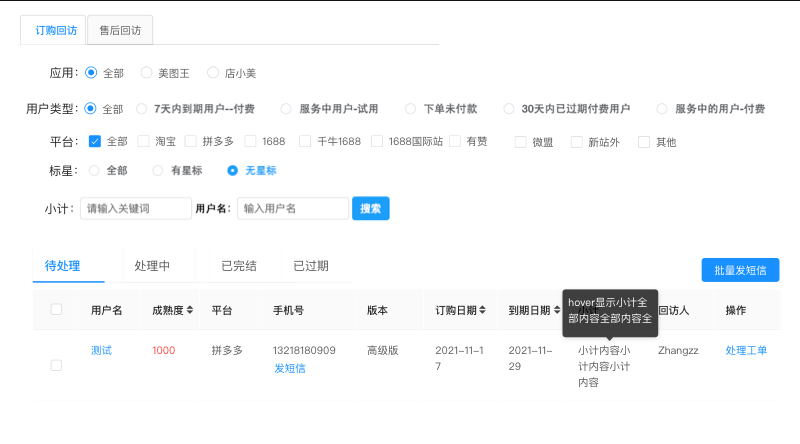 订购回访 售后回访
应用： 全部 美图王 店小美
用户类型： 全部 7天内到期用户--付费 服务中用户-试用 下单未付款 30天内已过期付费用户 服务中的用户-付费
平台： 全部 淘宝 拼多多 1688 千牛1688 1688国际站 有赞 微盟 新站外 其他
标星： 全部 有星标 无星标
小计： 请输入关键词 用户名： 输入用户名 搜索
待处理 处理中 已完结 已过期
批量发短信
hover显示小计全
部内容全部内容全
用户名 成熟度 平台 手机号 版本 订购日期 到期日期 小计 回访人 操作
测试 1000 拼多多 13218180909 高级版 2021-11-1 2021-11- 小计内容小 Zhangzz 处理工单
发短信 7 29 计内容小计
内容